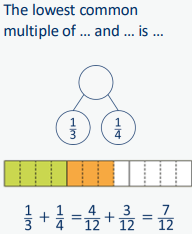 The lowest common
multiple of ... and ... is ...
1/3 1/4
1/3 + 1/4 = 4/12 + 3/12 = 7/12